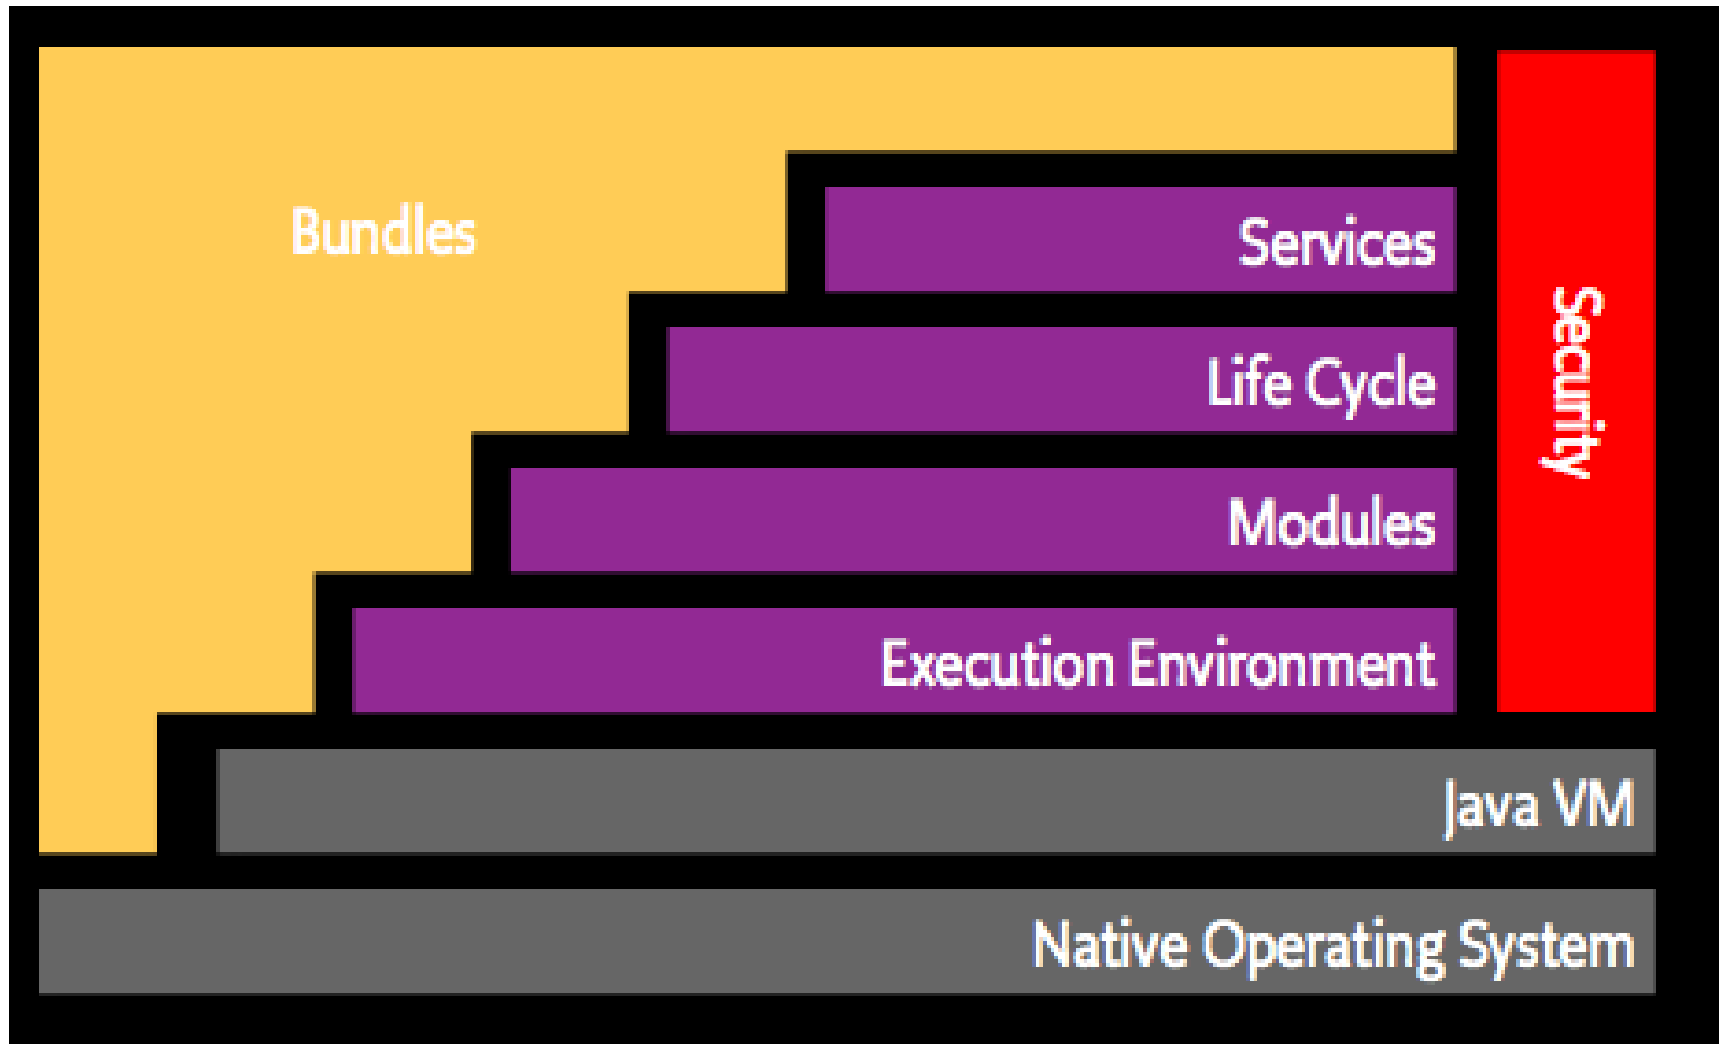 Bundles
Services
Life Cycle
Modules
Execution Environment
Java VM
Native Operating System
Security